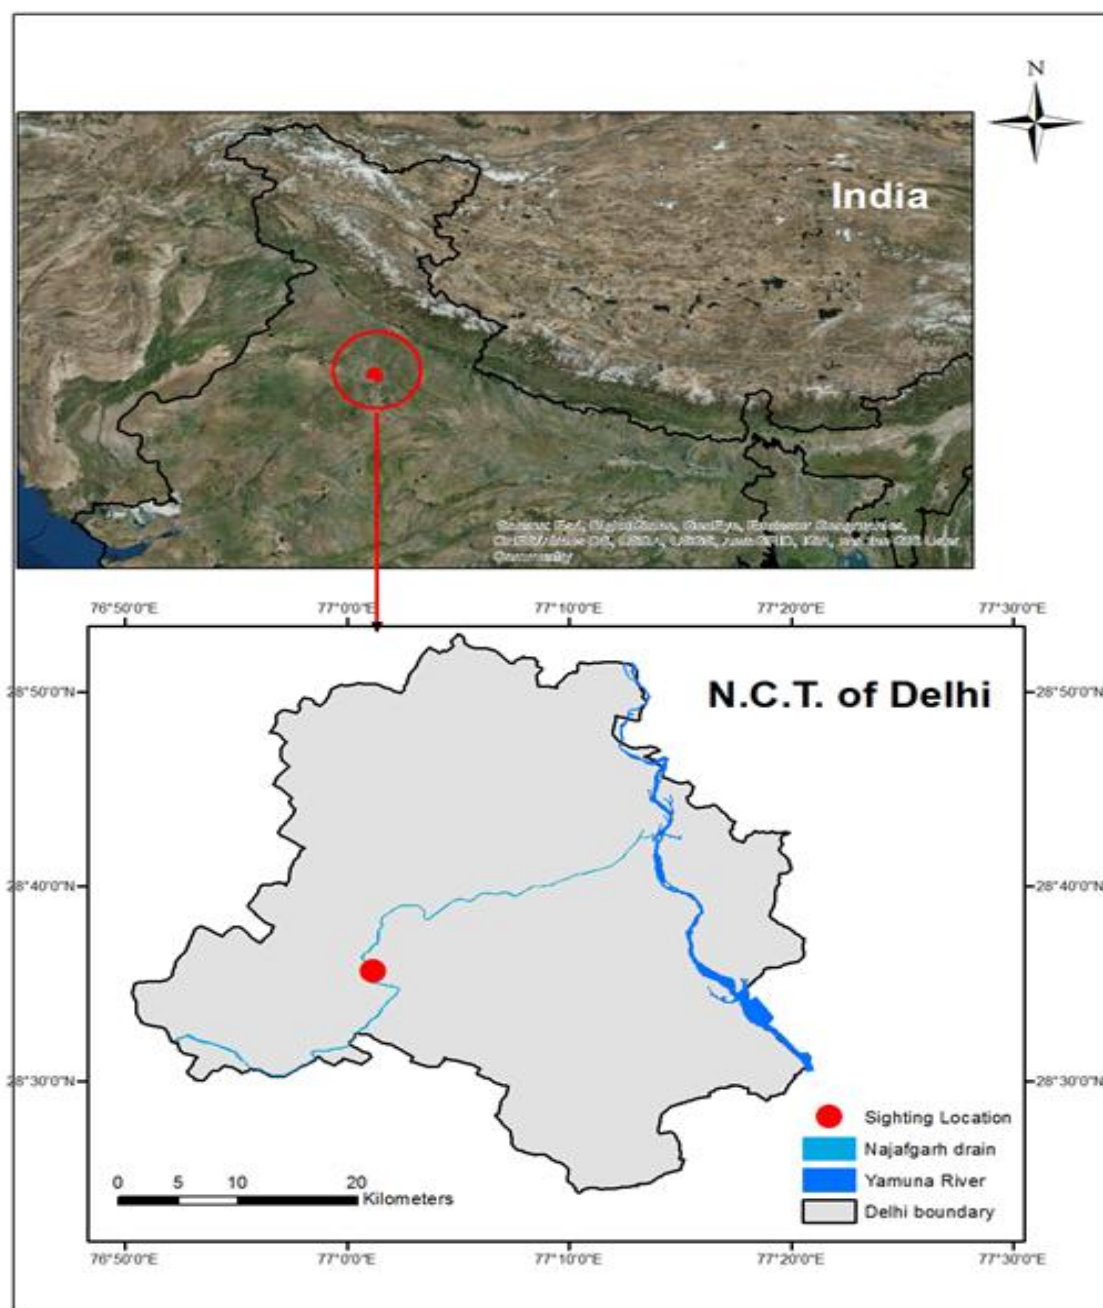 N
India
76°50'0"E 77°0'0"E 77°10'0"E 77°20'0"E 77°30'0"E
N.C.T. of Delhi
28°50'0"N 28°50'0"N
28°40'0"N 28°40'0"N
28°30'0"N 28°30'0"N
Sighting Location
Najafgarh drain
Yamuna River
Delhi boundary
0 5 10 20
Kilometers
76°50'0"E 77°0'0"E 77°10'0"E 77°20'0"E 77°30'0"E